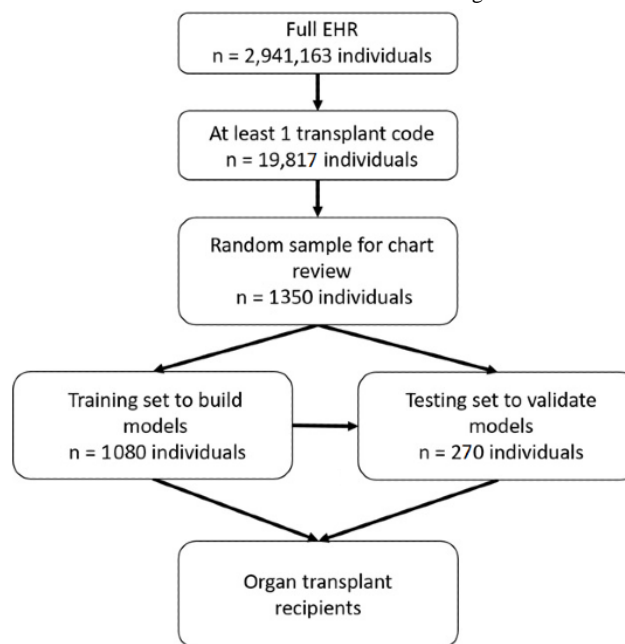 Full EHR
n = 2,941,163 individuals
At least 1 transplant code
n = 19,817 individuals
Random sample for chart
review
n = 1350 individuals
Training set to build
models
n = 1080 individuals
Testing set to validate
models
n = 270 individuals
Organ transplant
recipients